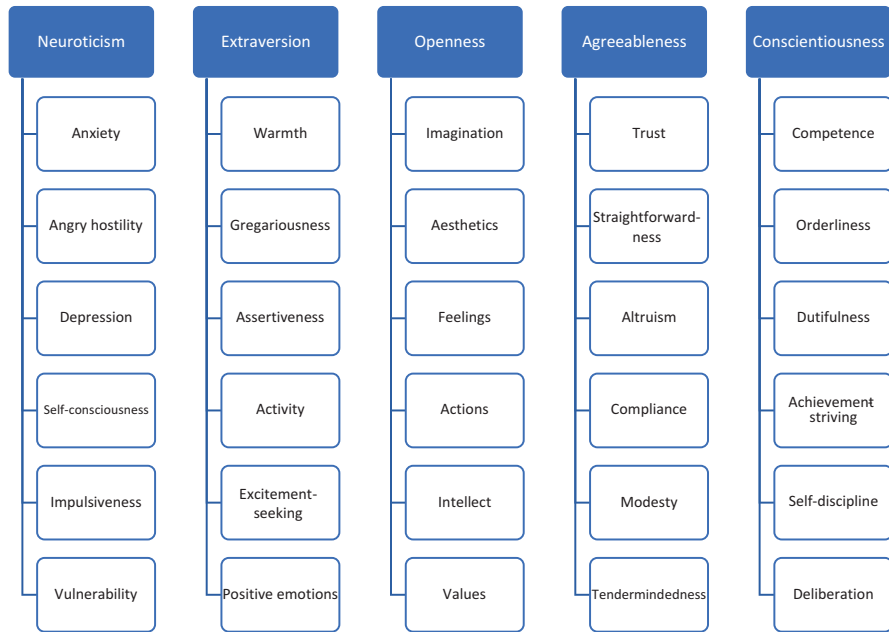 Neuroticism
Anxiety
Angry hostility
Depression
Self-consciousness
Impulsiveness
Vulnerability
Extraversion
Warmth
Gregariousness
Assertiveness
Activity
Excitement-
seeking
Positive emotions
Openness
Imagination
Aesthetics
Feelings
Actions
Intellect
Values
Agreeableness
Trust
Straightforward-
ness
Altruism
Compliance
Modesty
Tendermindedness
Conscientiousness
Competence
Orderliness
Dutifulness
Achievement-
striving
Self-discipline
Deliberation